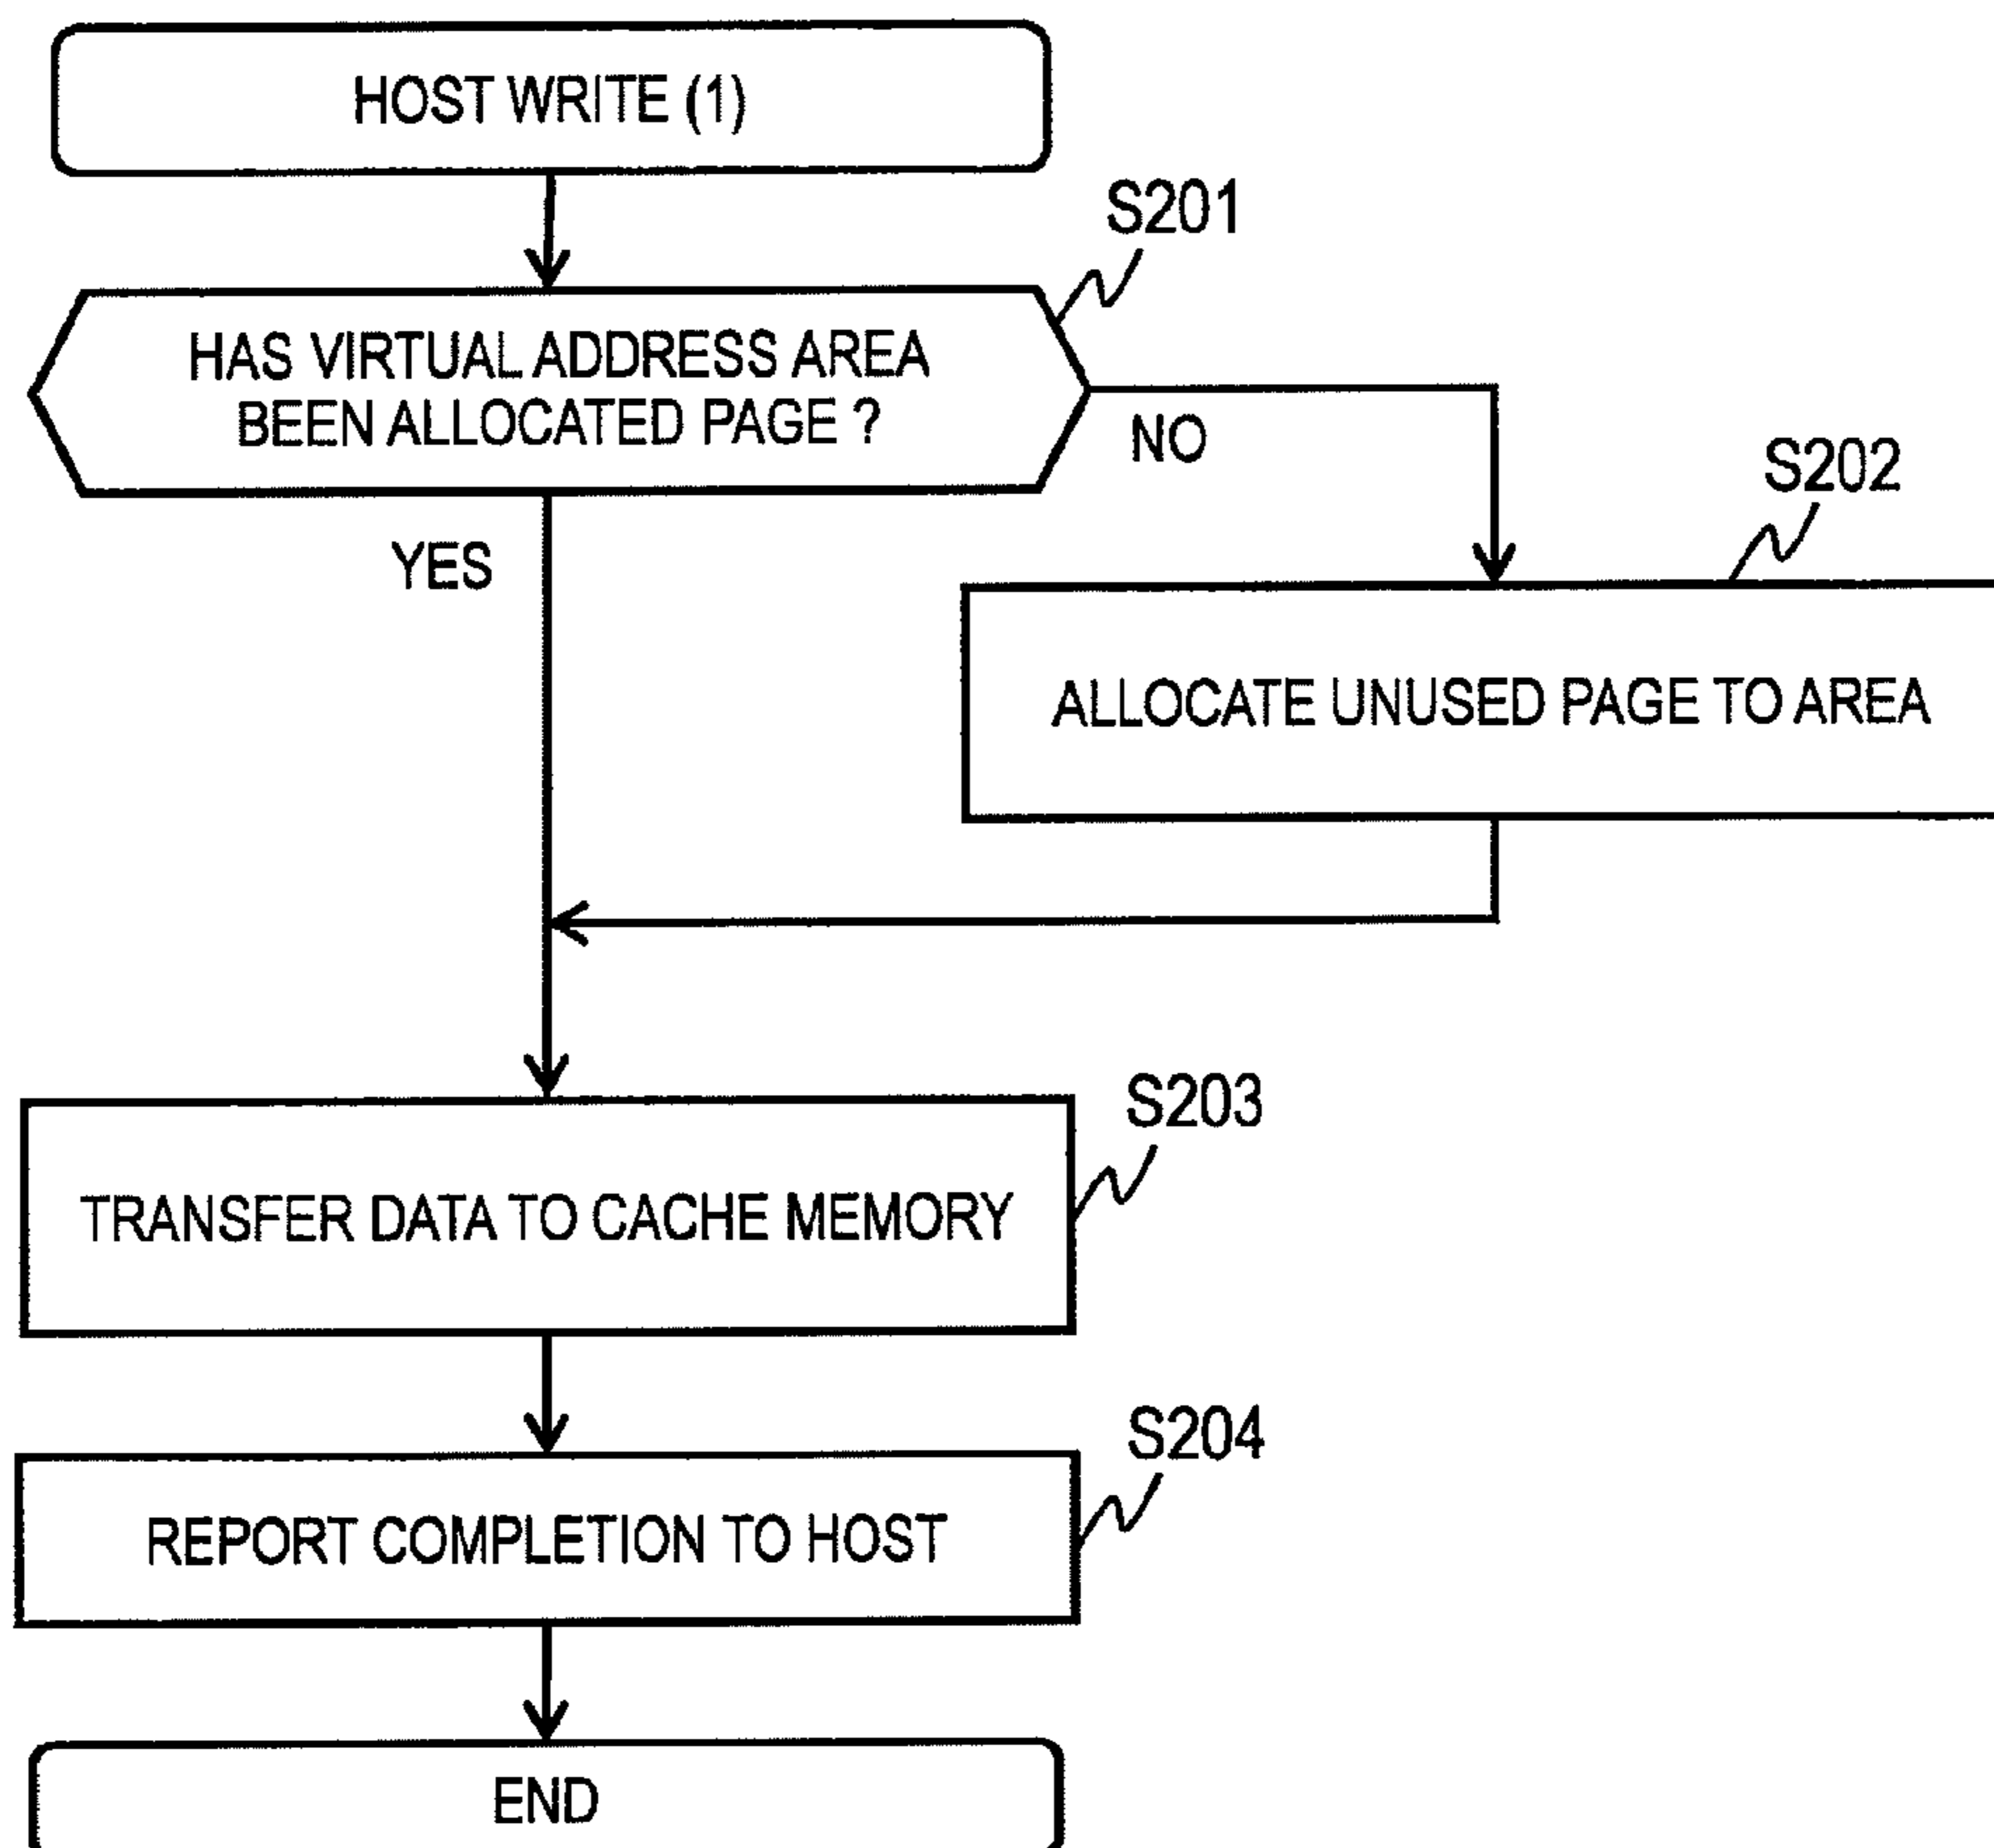 HOST WRITE (1)
S201
HAS VIRTUAL ADDRESS AREA
BEEN ALLOCATED PAGE ?
NO
S202
YES
ALLOCATE UNUSED PAGE TO AREA
S203
TRANSFER DATA TO CACHE MEMORY
S204
REPORT COMPLETION TO HOST
END